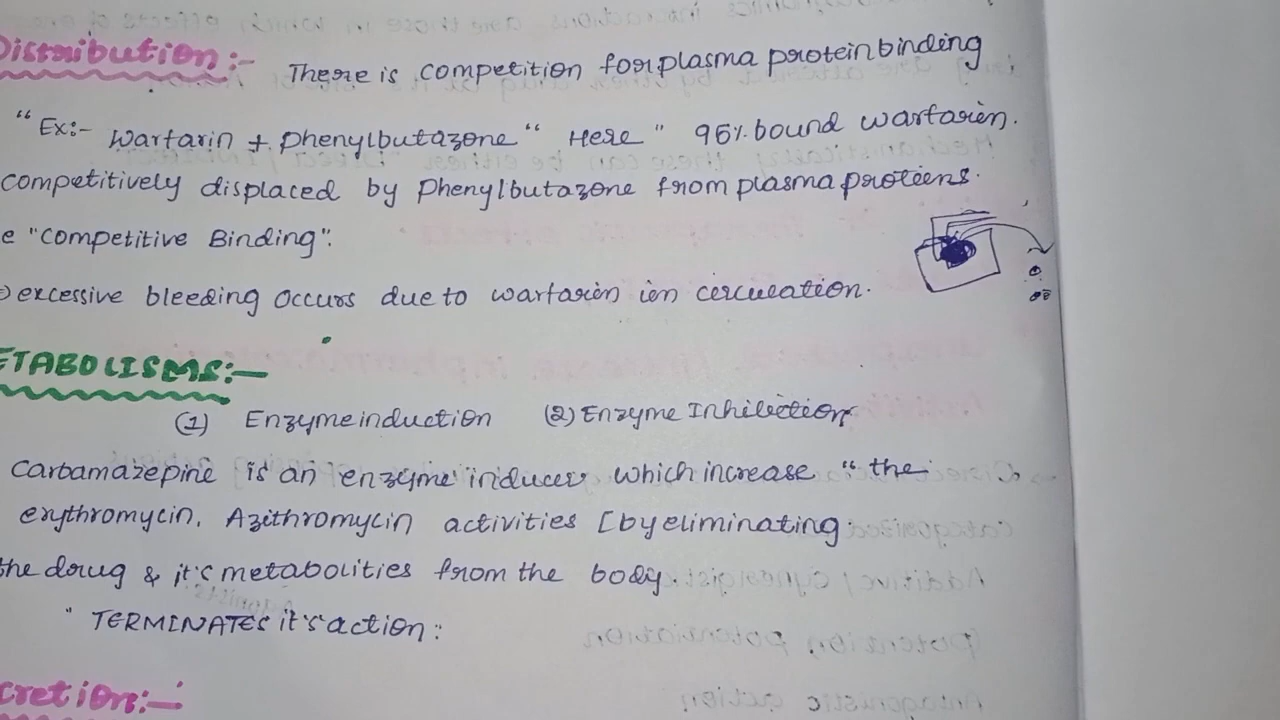 Distribution:- There is competition for plasma protein binding
"Ex:- Warfarin + Phenylbutazone " Here " 96% bound warfarin.
competitively displaced by Phenylbutazone from plasma proteins.
e "Competitive Binding".
excessive bleeding occurs due to warfarin in circulation.
ETABOLISMS:-
(1) Enzyme induction (2) Enzyme Inhibition
Carbamazepine is an enzyme inducer which increase " the
erythromycin. Azithromycin activities [by eliminating
the drug & it's metabolities from the body.
" TERMINATES it's action:
cretion:-